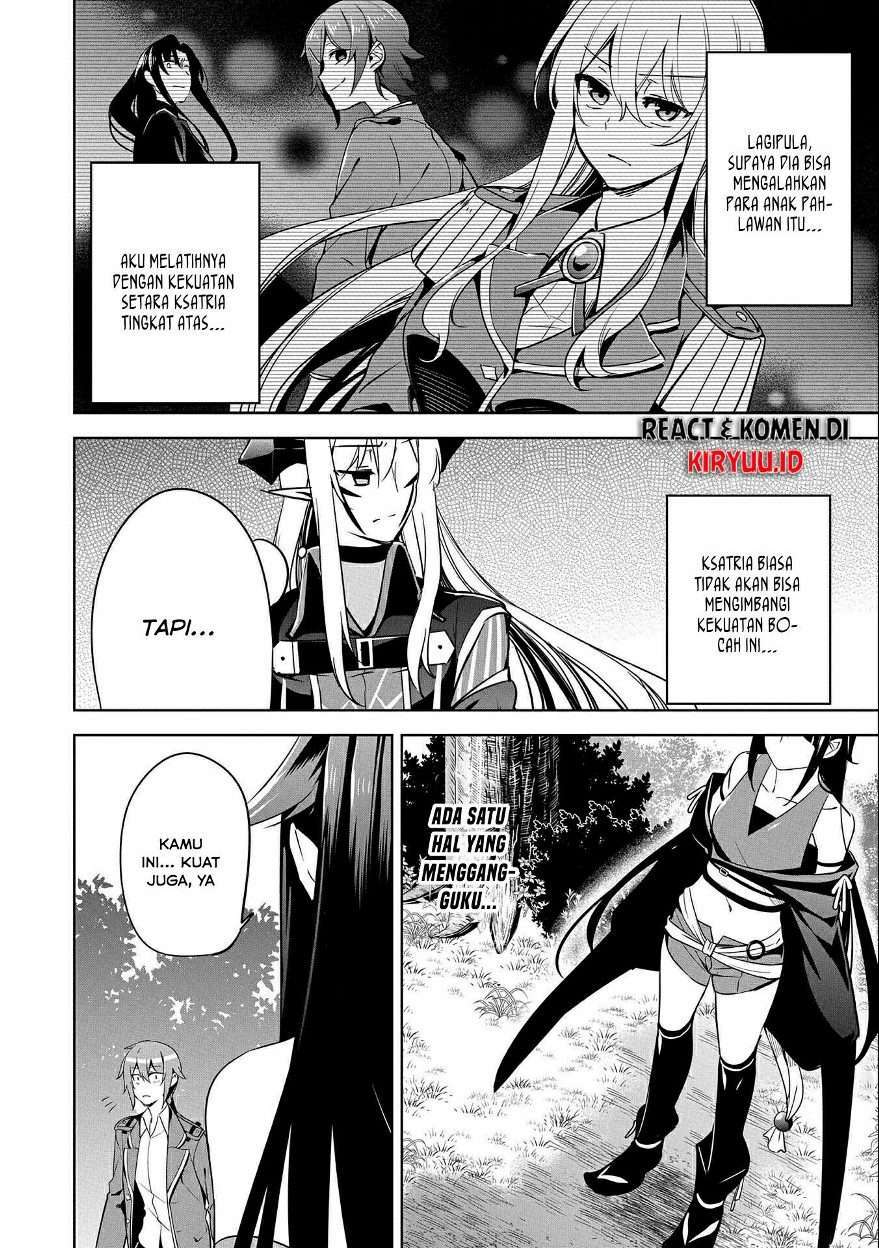 LAGIPULA,
SUPAYA DIA BISA
MENGALAHKAN
PARA ANAK PAH-
LAWAN ITU...
AKU MELATIHNYA
DENGAN KEKUATAN
SETARA KSATRIA
TINGKAT ATAS...
REACT & KOMEN DI
KIRYUU.ID
KSATRIA BIASA
TIDAK AKAN BISA
MENGIMBANGI
KEKUATAN BO-
CAH INI...
TAPI...
ADA SATU
HAL YANG
MENGGANG-
GUKU...
KAMU
INI... KUAT
JUGA, YA